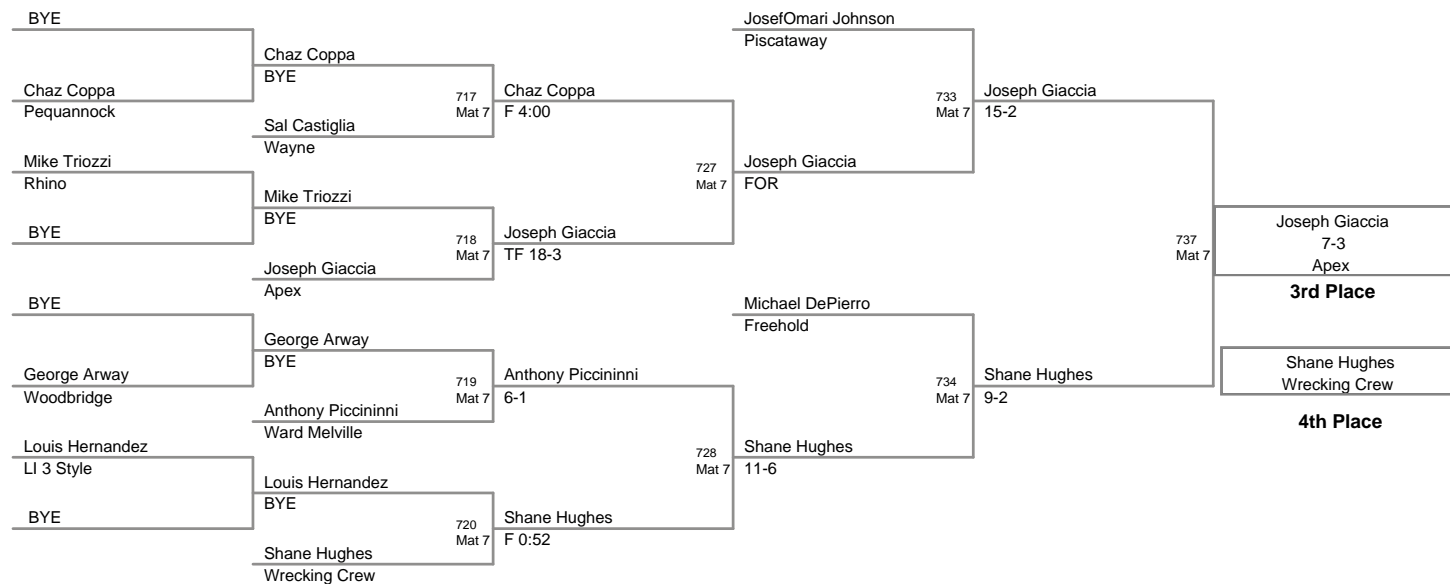 BYE
Chaz Coppa
Pequannock
Mike Triozzi
Rhino
BYE
BYE
George Arway
Woodbridge
Louis Hernandez
LI 3 Style
BYE
Chaz Coppa
BYE
Sal Castiglia
Wayne
Mike Triozzi
BYE
Joseph Giaccia
Apex
George Arway
BYE
Anthony Piccininni
Ward Melville
Louis Hernandez
BYE
Shane Hughes
Wrecking Crew
717
Mat 7
718
Mat 7
719
Mat 7
720
Mat 7
Chaz Coppa
F 4:00
Joseph Giaccia
TF 18-3
Anthony Piccininni
6-1
Shane Hughes
F 0:52
727
Mat 7
728
Mat 7
JosefOmari Johnson
Piscataway
Joseph Giaccia
FOR
Michael DePierro
Freehold
Shane Hughes
11-6
733
Mat 7
734
Mat 7
Joseph Giaccia
15-2
Shane Hughes
9-2
737
Mat 7
Joseph Giaccia
7-3
Apex
3rd Place
Shane Hughes
Wrecking Crew
4th Place